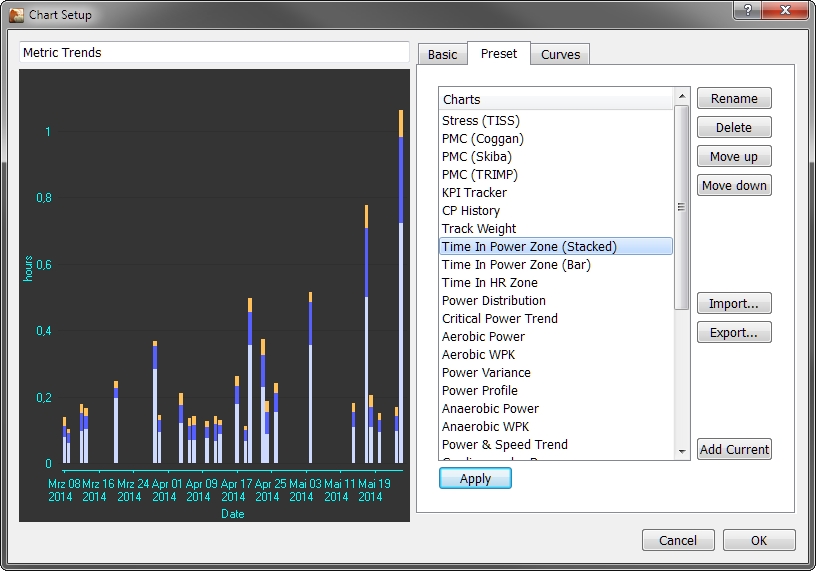 Chart Setup
?
Metric Trends
Basic
Preset
Curves
Charts
Stress (TISS)
PMC (Coggan)
PMC (Skiba)
PMC (TRIMP)
KPI Tracker
CP History
Track Weight
Time In Power Zone (Stacked)
Time In Power Zone (Bar)
Time In HR Zone
Power Distribution
Critical Power Trend
Aerobic Power
Aerobic WPK
Power Variance
Power Profile
Anaerobic Power
Anaerobic WPK
Power & Speed Trend
Rename
Delete
Move up
Move down
Import...
Export...
Add Current
Apply
1
0,8
0,6
0,4
0,2
0
hours
Mrz 08 Mrz 16 Mrz 24 Apr 01 Apr 09 Apr 17 Apr 25 Mai 03 Mai 11 Mai 19
2014 2014 2014 2014 2014 2014 2014 2014 2014 2014
Date
Cancel
OK